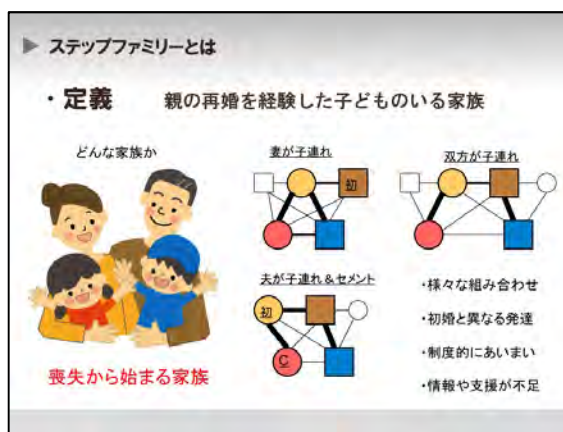 ステップファミリーとは
・定義 親の再婚を経験した子どものいる家族
どんな家族か
妻が子連れ
初
双方が子連れ
夫が子連れ&セメント
初
C
・様々な組み合わせ
・初婚と異なる発達
・制度的にあいまい
・情報や支援が不足
喪失から始まる家族